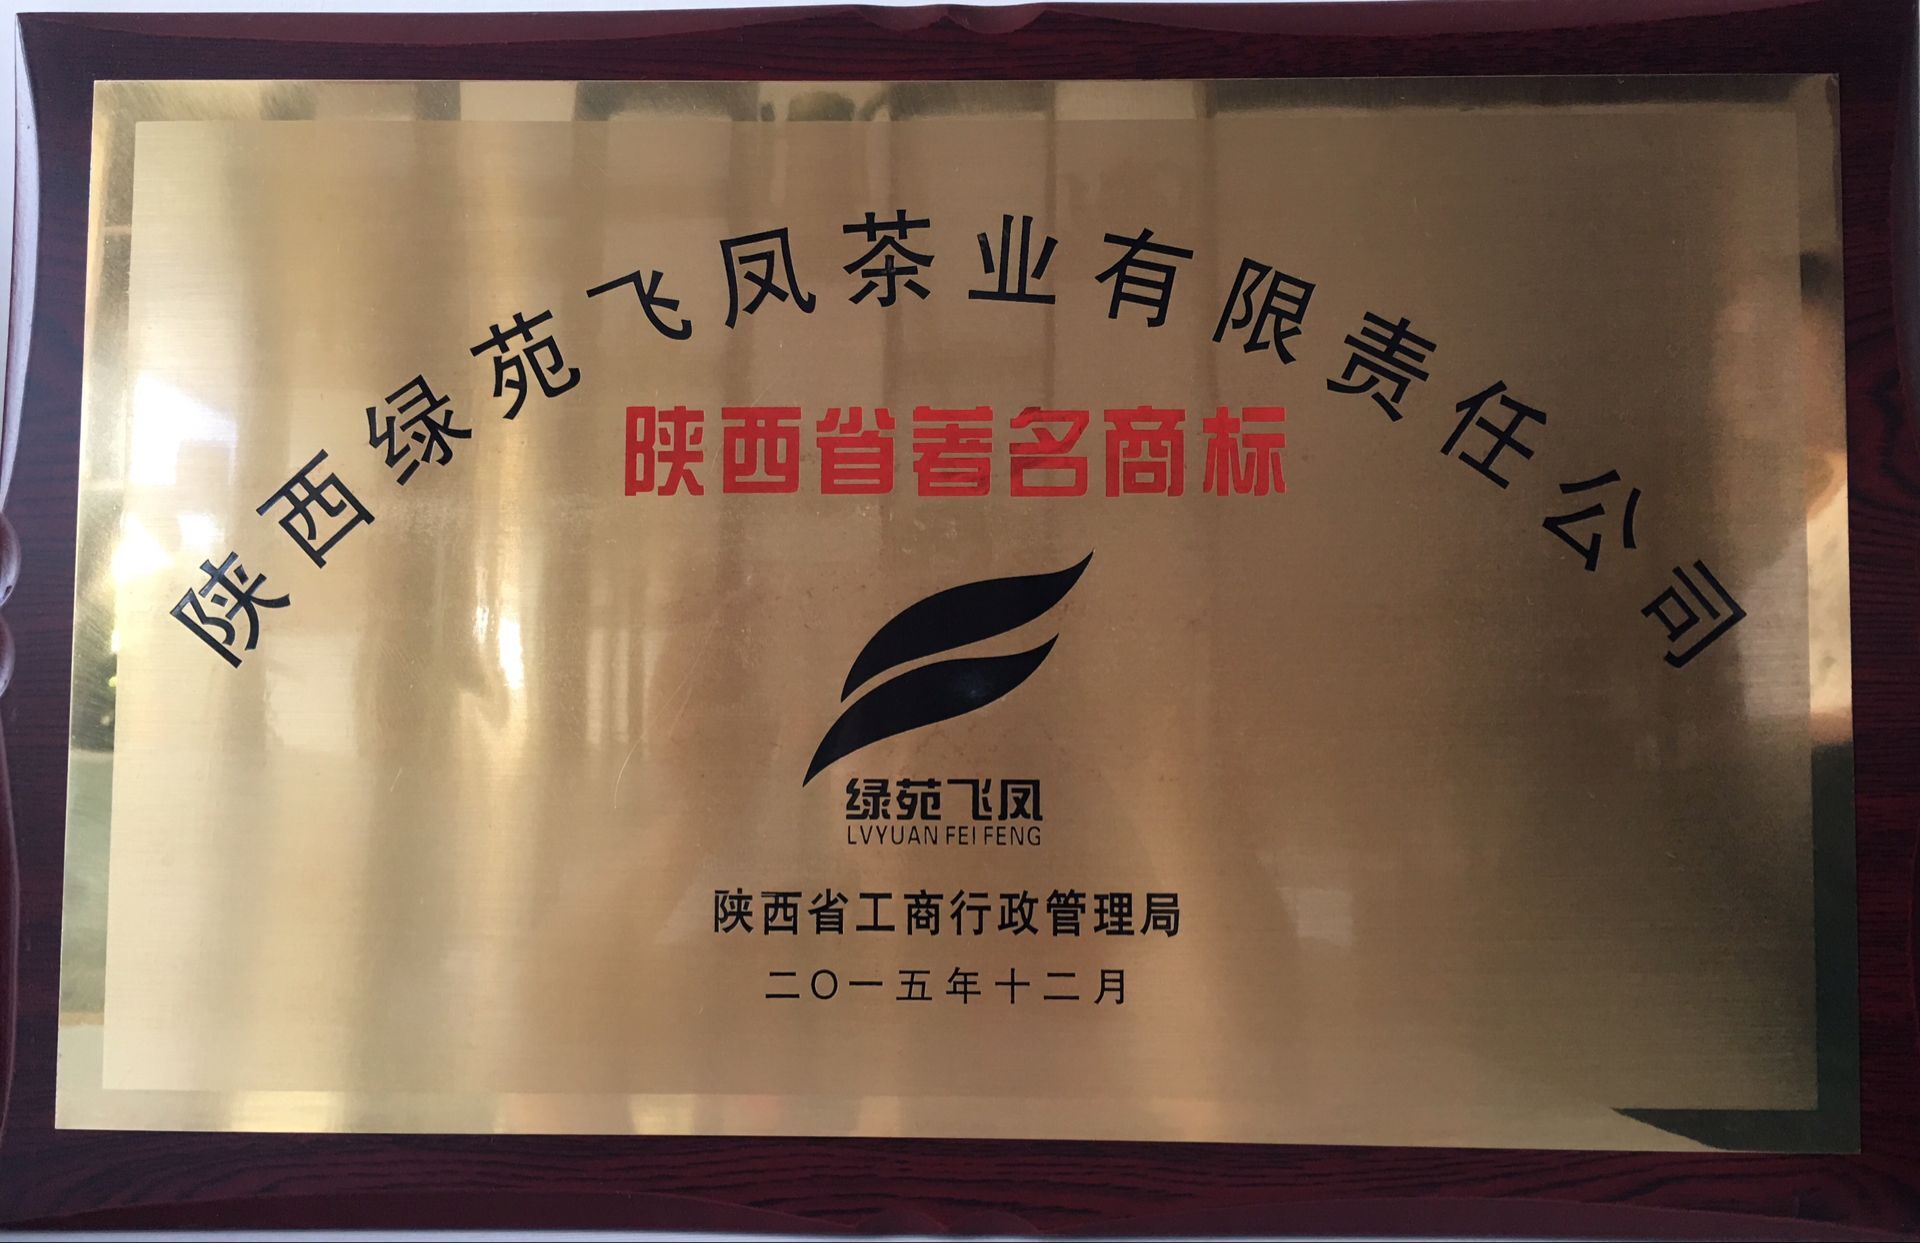 陕西绿苑飞凤茶业有限责任公司
陕西省著名商标
绿苑飞凤
LVYUAN FEI FENG
陕西省工商行政管理局
二〇一五年十二月